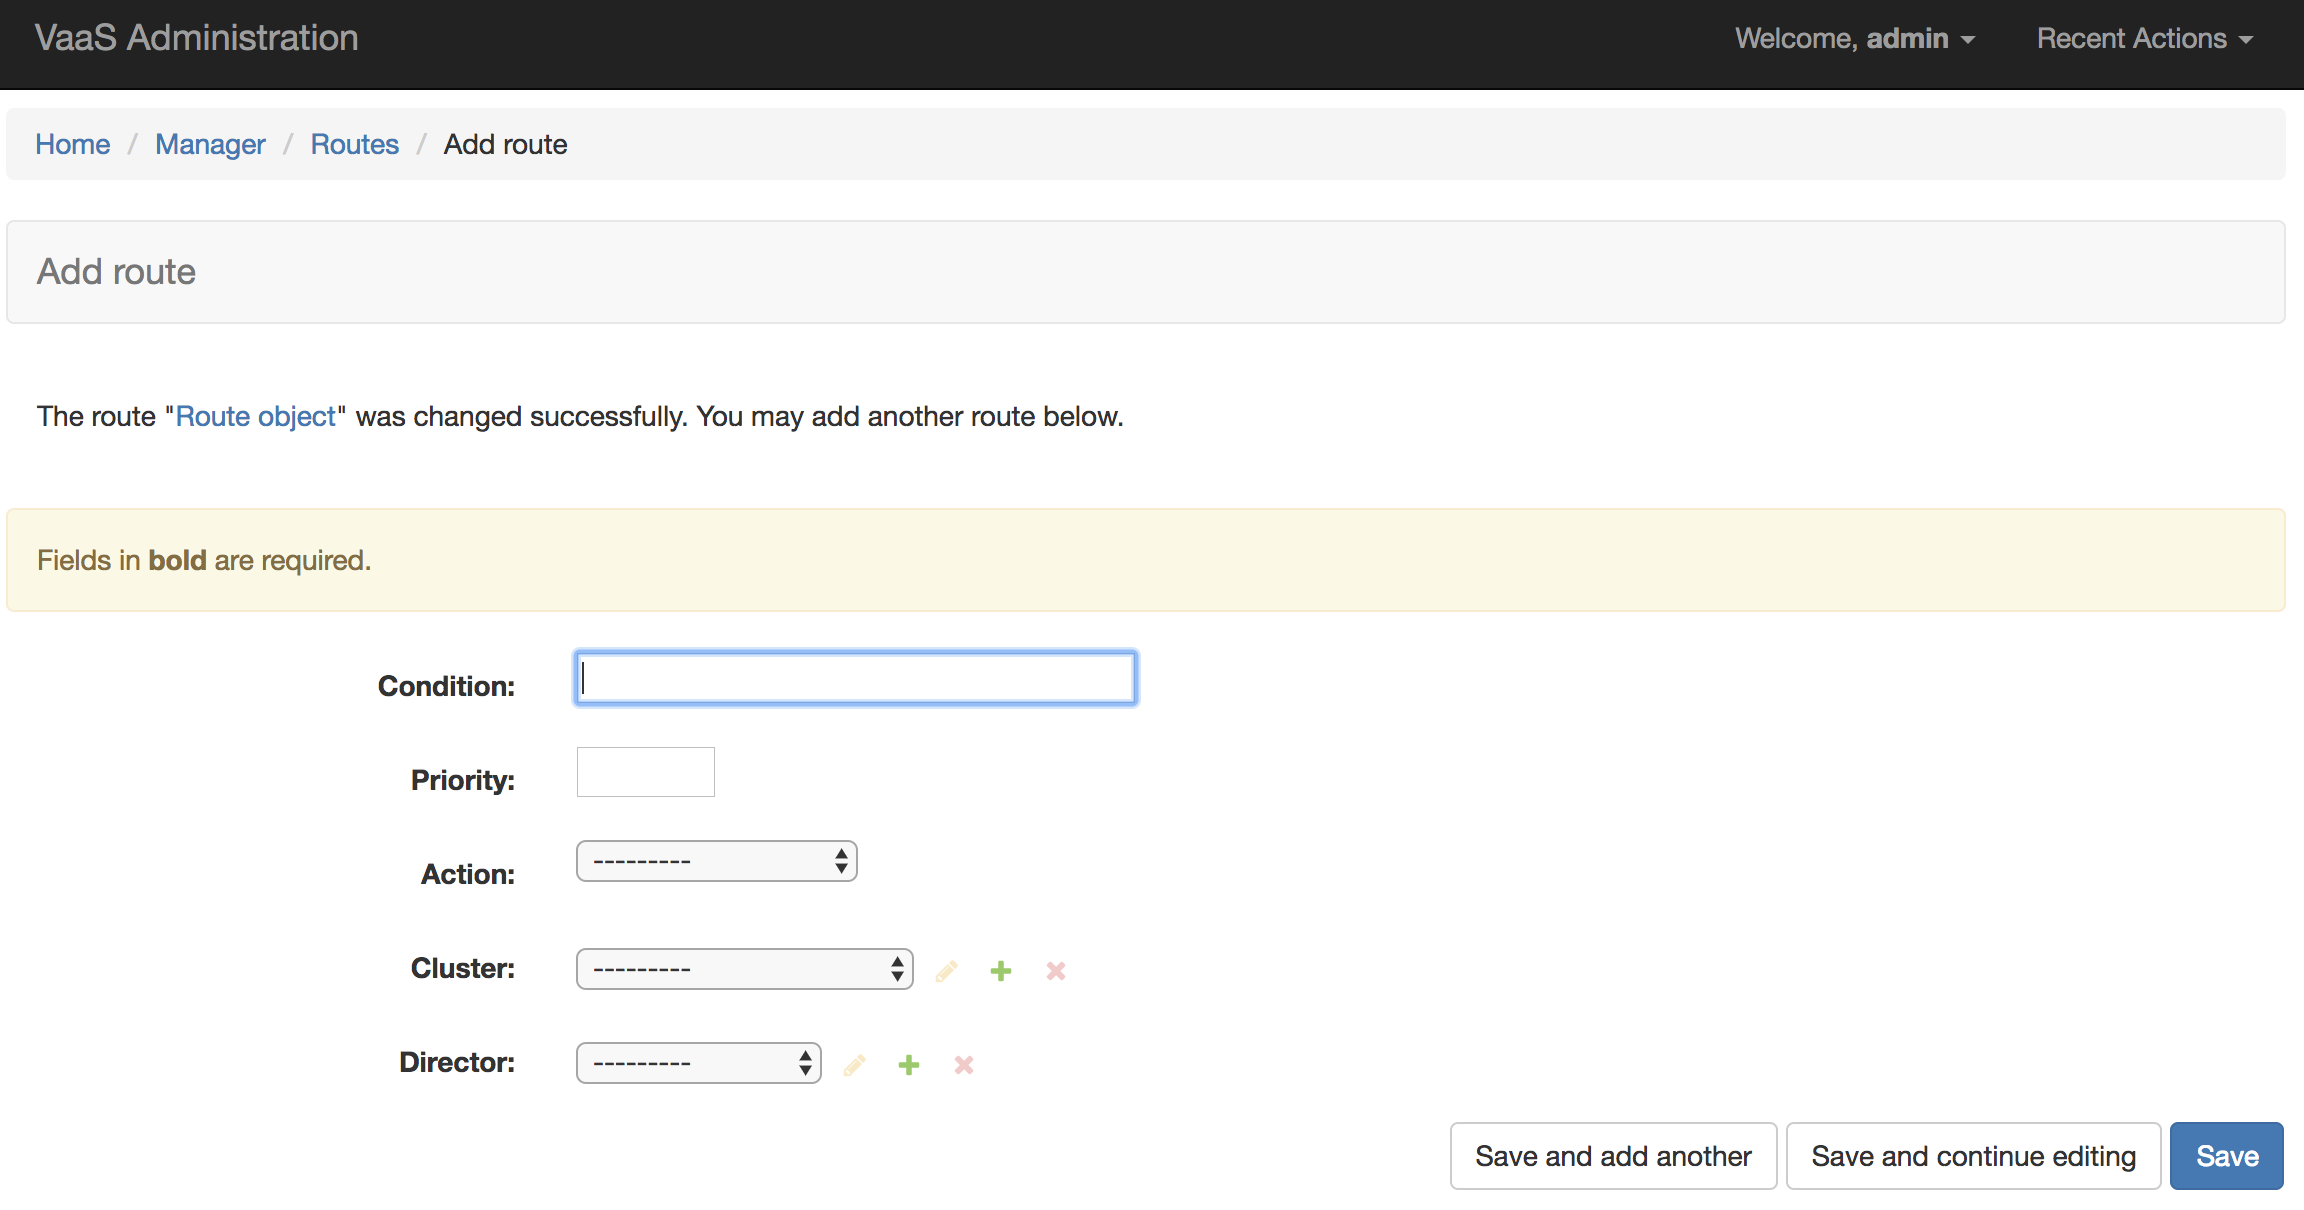 VaaS Administration
Welcome, admin
Recent Actions
Home / Manager / Routes / Add route
Add route
The route "Route object" was changed successfully. You may add another route below.
Fields in bold are required.
Condition:
Priority:
Action: ---------
Cluster: ---------
Director: ---------
Save and add another
Save and continue editing
Save